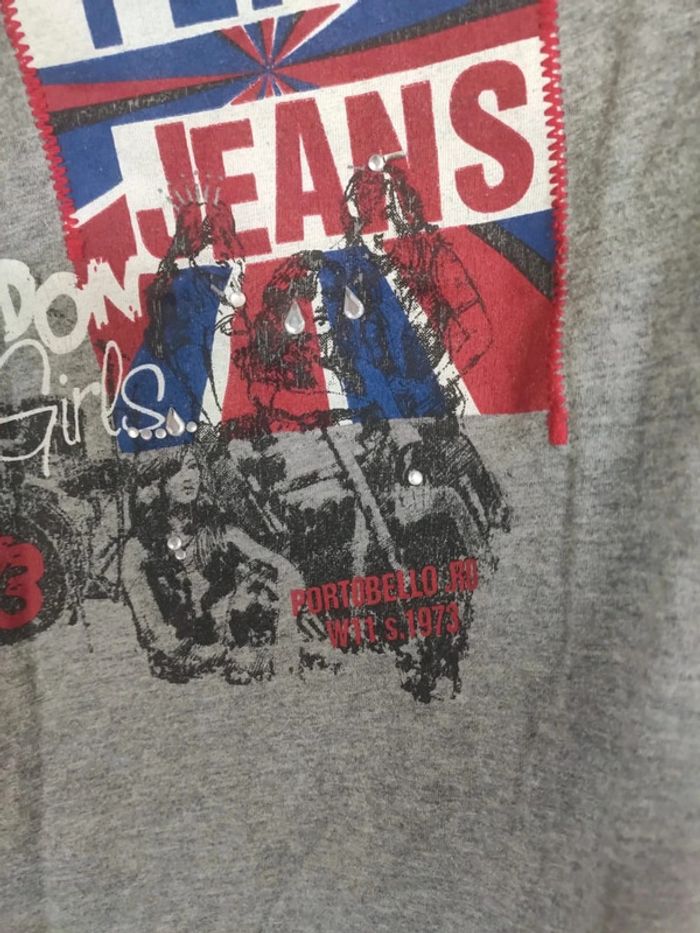 JEANS
DON
Girls
3
PORTOBELLO .RD
W11 s.1973